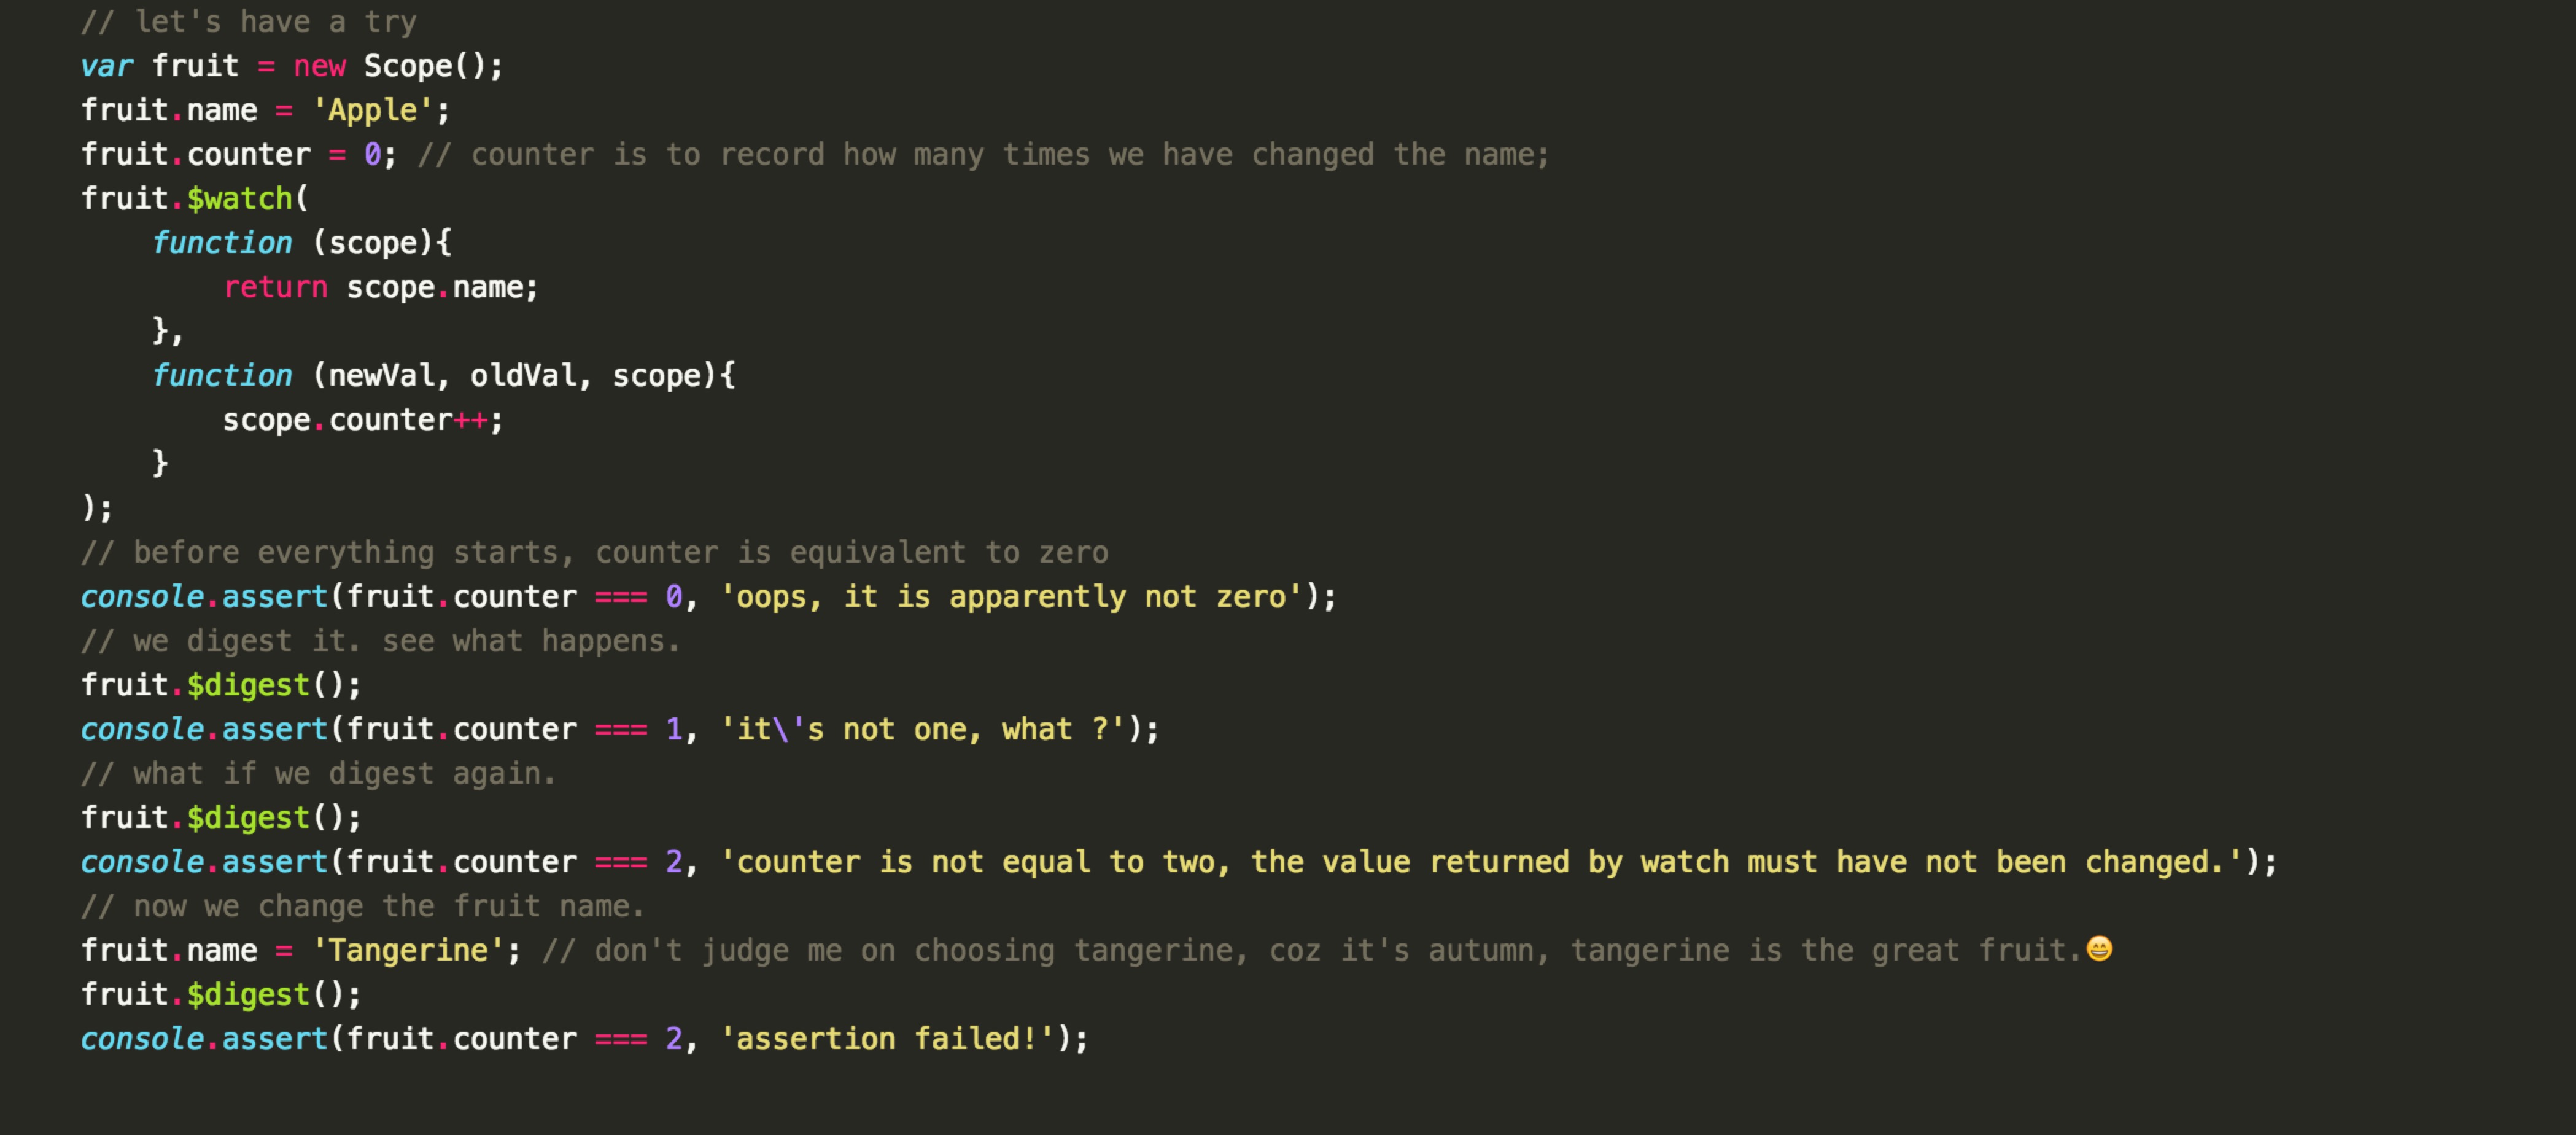 // let's have a try
var fruit = new Scope();
fruit.name = 'Apple';
fruit.counter = 0; // counter is to record how many times we have changed the name;
fruit.$watch(
    function (scope){
        return scope.name;
    },
    function (newVal, oldVal, scope){
        scope.counter++;
    }
);
// before everything starts, counter is equivalent to zero
console.assert(fruit.counter === 0, 'oops, it is apparently not zero');
// we digest it. see what happens.
fruit.$digest();
console.assert(fruit.counter === 1, 'it\'s not one, what ?');
// what if we digest again.
fruit.$digest();
console.assert(fruit.counter === 2, 'counter is not equal to two, the value returned by watch must have not been changed.');
// now we change the fruit name.
fruit.name = 'Tangerine'; // don't judge me on choosing tangerine, coz it's autumn, tangerine is the great fruit.😄
fruit.$digest();
console.assert(fruit.counter === 2, 'assertion failed!');